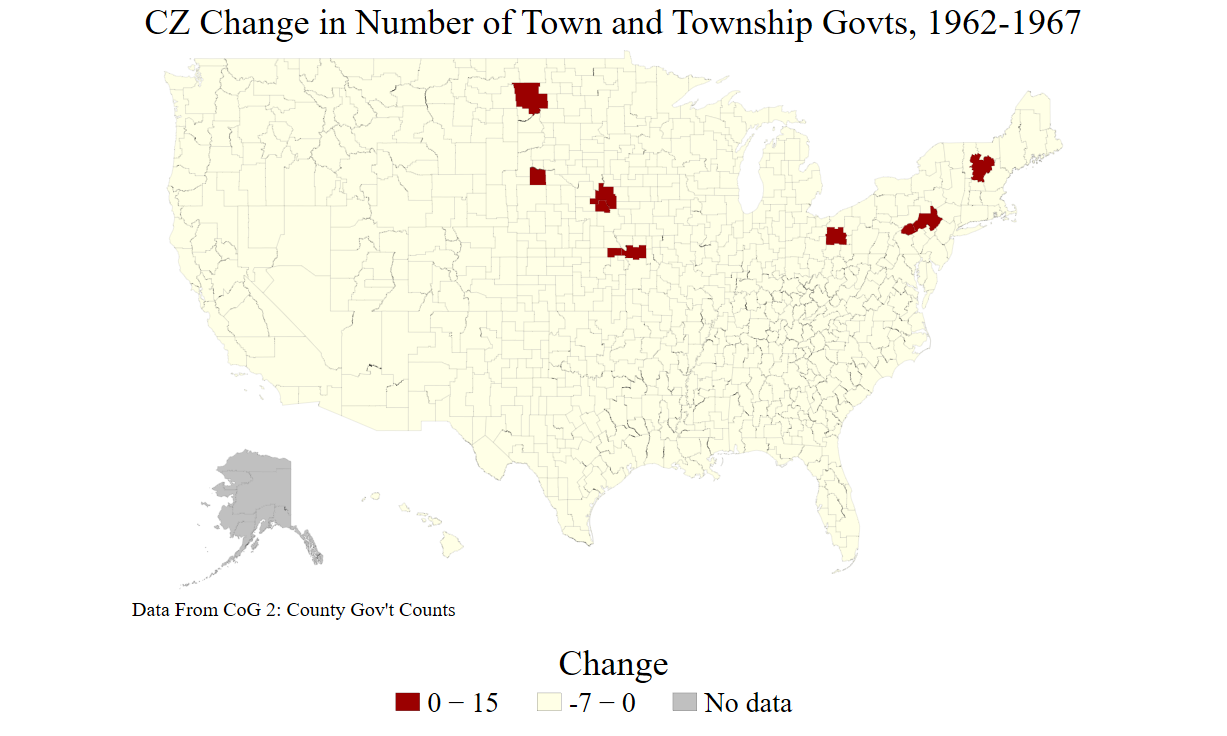 CZ Change in Number of Town and Township Govts, 1962-1967
Data From CoG 2: County Gov't Counts
Change
0 − 15 -7 − 0 No data